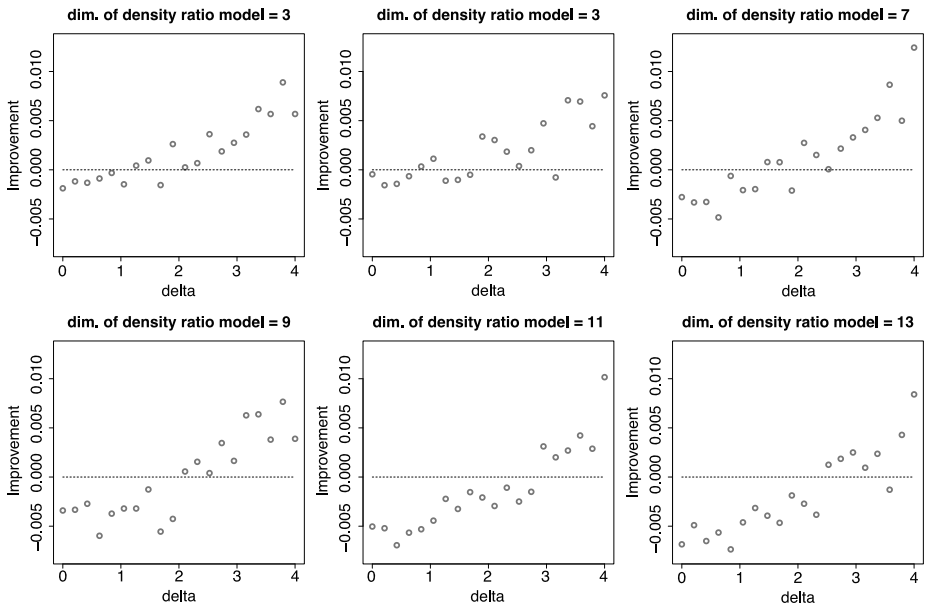 dim. of density ratio model = 3
dim. of density ratio model = 3
dim. of density ratio model = 7
Improvement
0.010
0.005
0.000
−0.005
0 1 2 3 4
delta
Improvement
0.010
0.005
0.000
−0.005
0 1 2 3 4
delta
Improvement
0.010
0.005
0.000
−0.005
0 1 2 3 4
delta
dim. of density ratio model = 9
dim. of density ratio model = 11
dim. of density ratio model = 13
Improvement
0.010
0.005
0.000
−0.005
0 1 2 3 4
delta
Improvement
0.010
0.005
0.000
−0.005
0 1 2 3 4
delta
Improvement
0.010
0.005
0.000
−0.005
0 1 2 3 4
delta